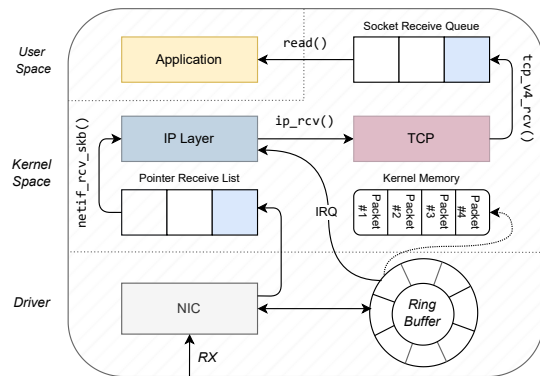 User
Space
Application
read()
Socket Receive Queue
tcp_v4_rcv()
Kernel
Space
netif_rcv_skb()
IP Layer
ip_rcv()
TCP
Pointer Receive List
IRQ
Kernel Memory
Packet
#1
Packet
#2
Packet
#3
Packet
#4
Driver
NIC
Ring
Buffer
RX